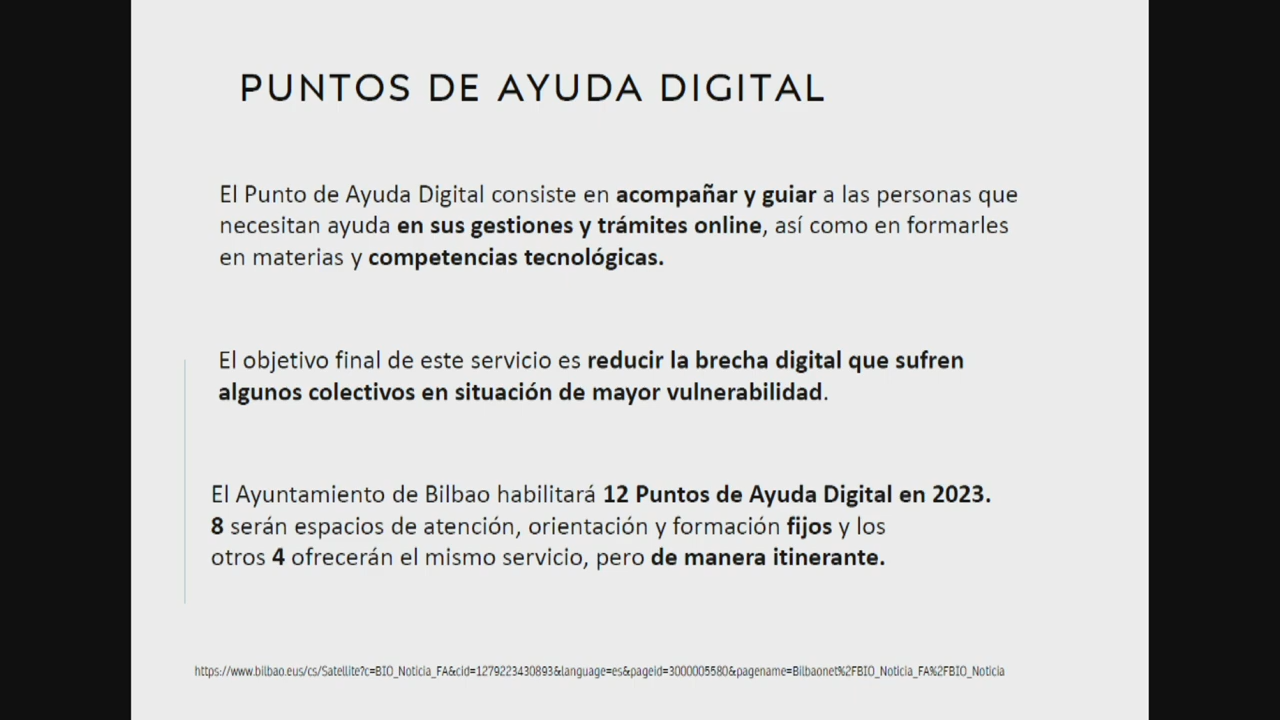 PUNTOS DE AYUDA DIGITAL
El Punto de Ayuda Digital consiste en acompañar y guiar a las personas que
necesitan ayuda en sus gestiones y trámites online, así como en formarles
en materias y competencias tecnológicas.
El objetivo final de este servicio es reducir la brecha digital que sufren
algunos colectivos en situación de mayor vulnerabilidad.
El Ayuntamiento de Bilbao habilitará 12 Puntos de Ayuda Digital en 2023.
8 serán espacios de atención, orientación y formación fijos y los
otros 4 ofrecerán el mismo servicio, pero de manera itinerante.
https://www.bilbao.eus/cs/Satellite?c=BIO_Noticia_FA&cid=1279223430893&language=es&pageid=3000005580&pagename=Bilbaonet%2FBIO_Noticia_FA%2FBIO_Noticia